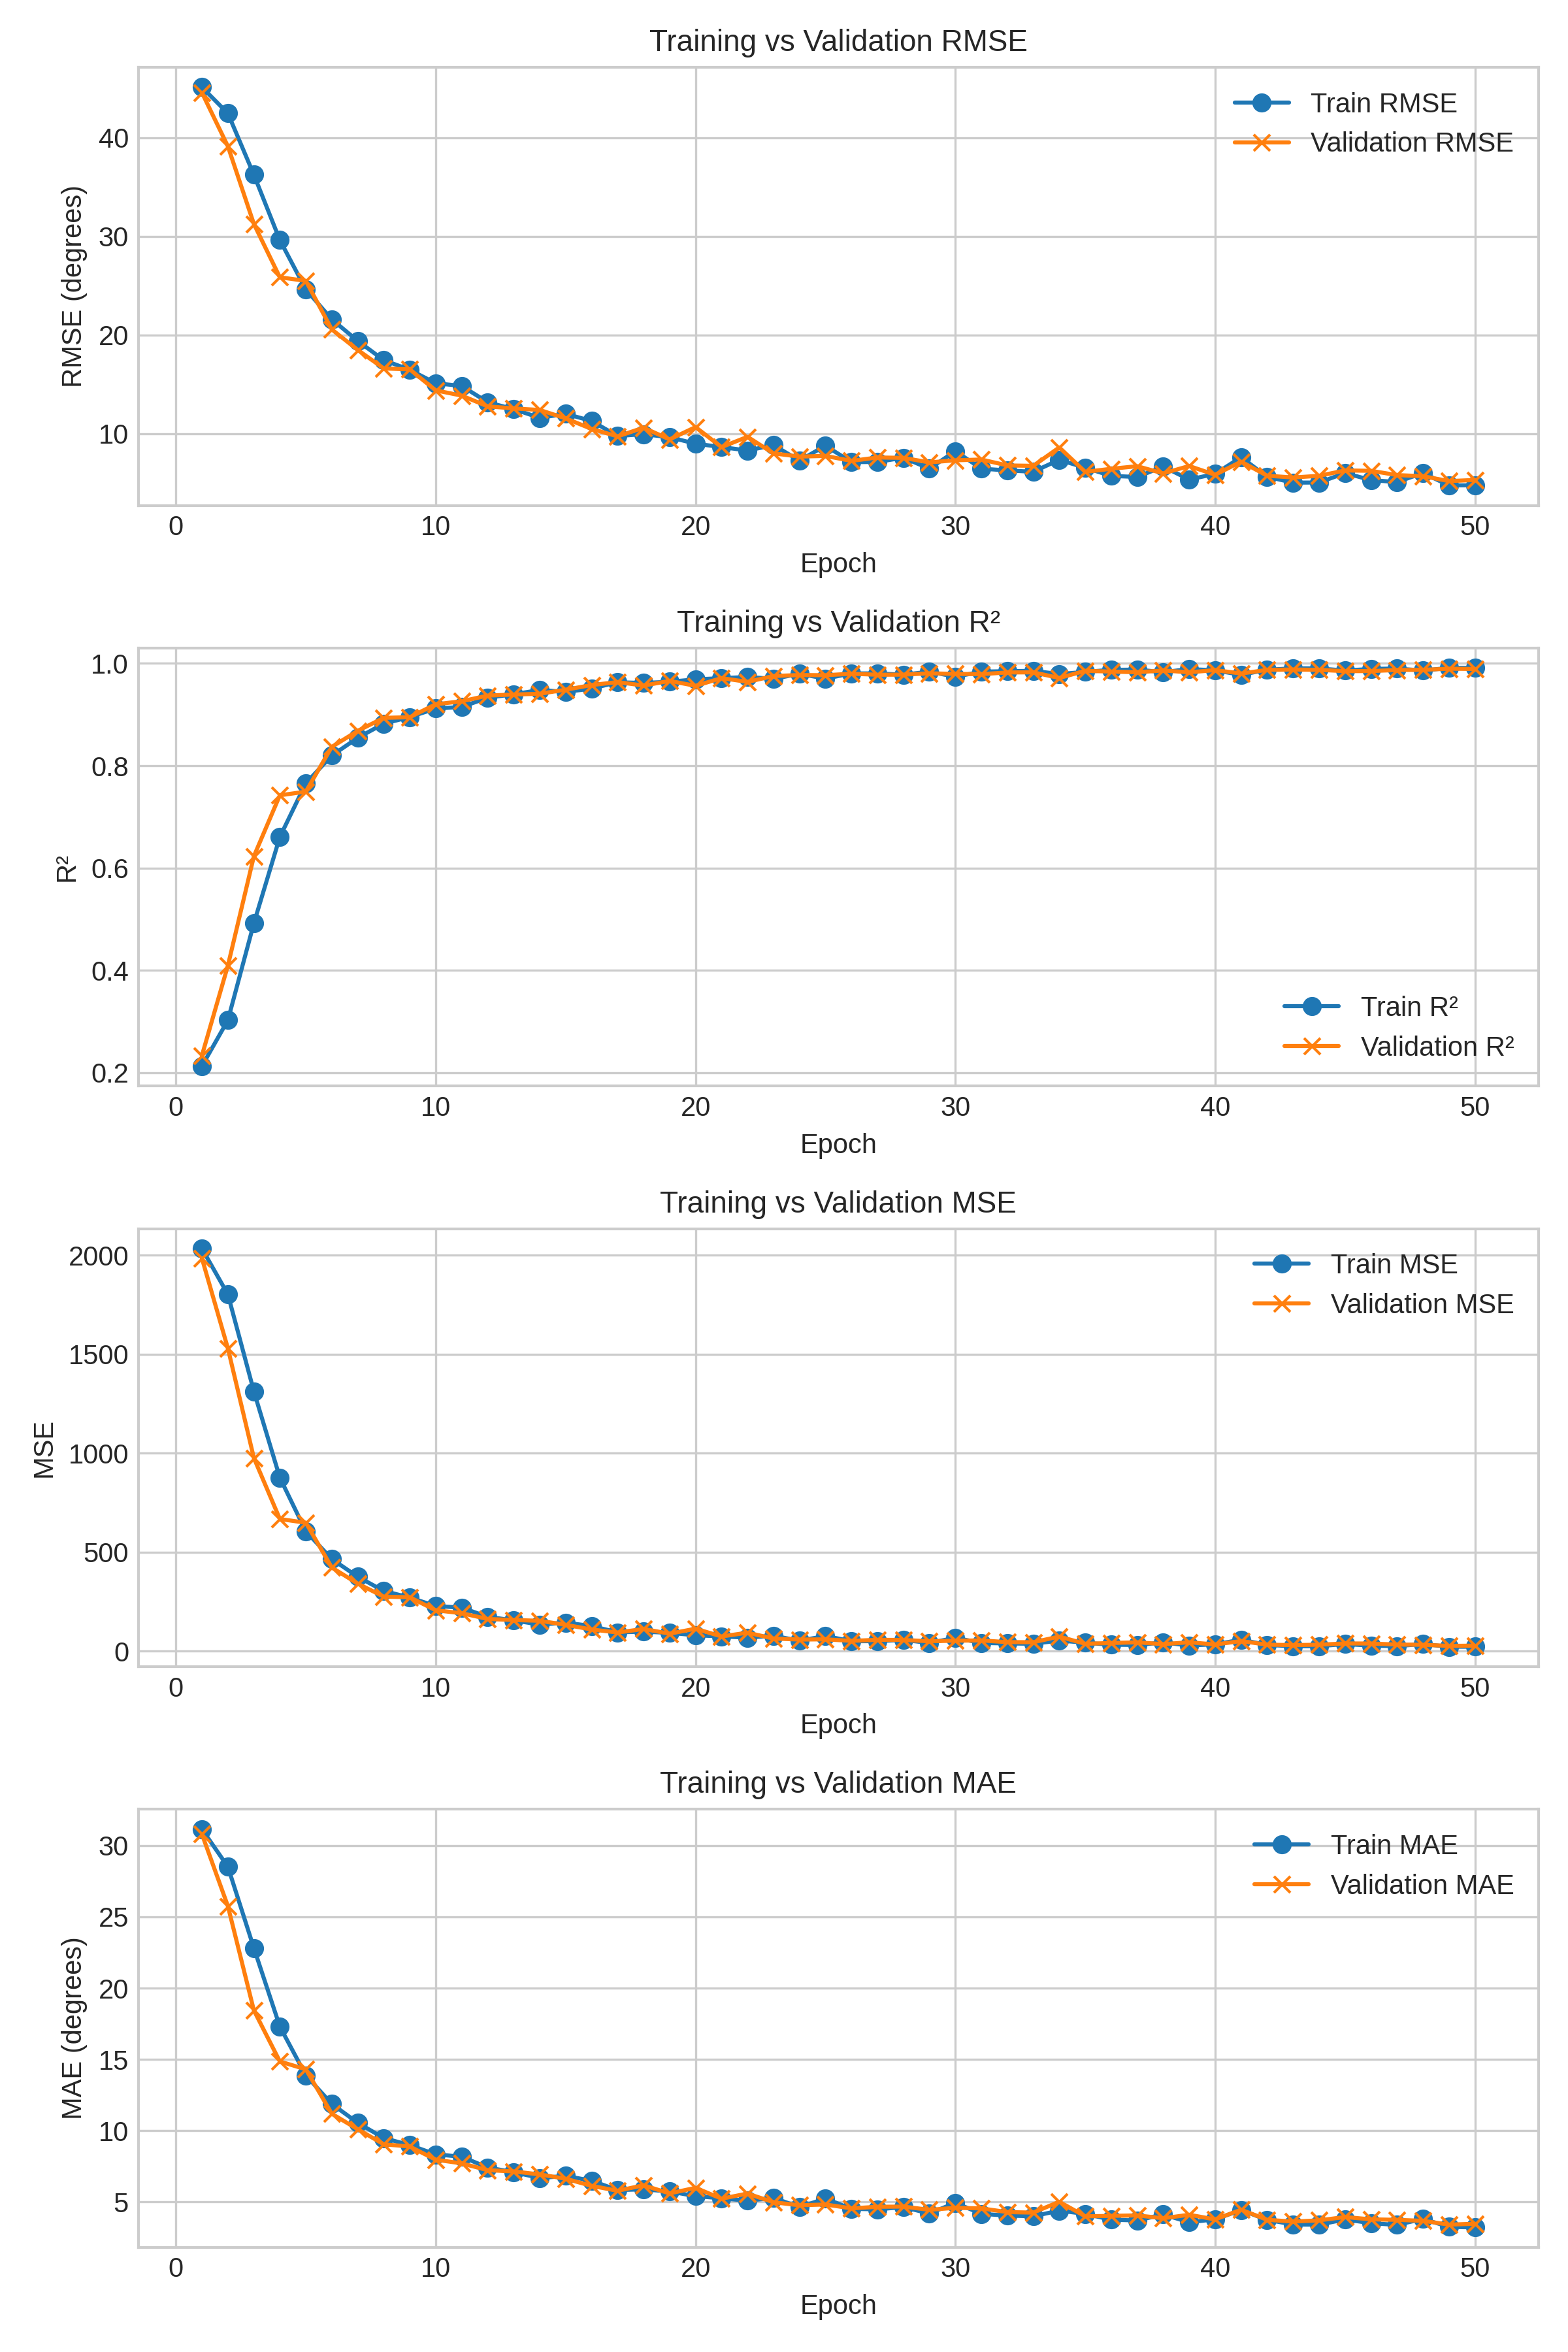 Training vs Validation RMSE
Train RMSE
Validation RMSE
RMSE (degrees)
40
30
20
10
0 10 20 30 40 50
Epoch
Training vs Validation R²
1.0
0.8
0.6
0.4
0.2
R²
Train R²
Validation R²
0 10 20 30 40 50
Epoch
Training vs Validation MSE
Train MSE
Validation MSE
MSE
2000
1500
1000
500
0
0 10 20 30 40 50
Epoch
Training vs Validation MAE
Train MAE
Validation MAE
MAE (degrees)
30
25
20
15
10
5
0 10 20 30 40 50
Epoch